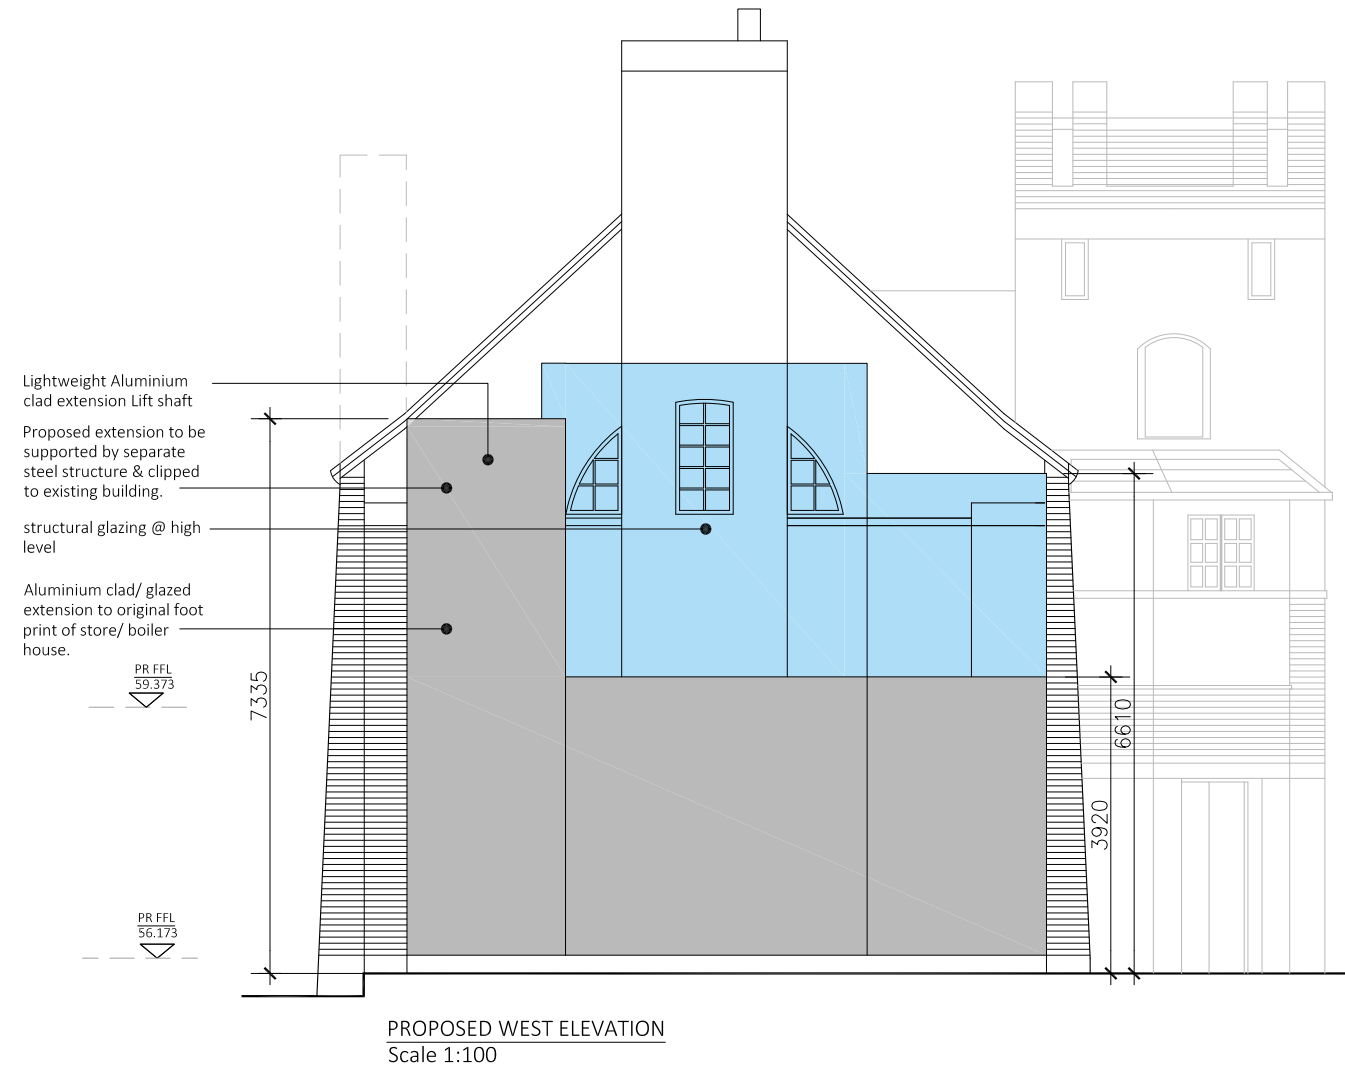 Lightweight Aluminium
clad extension Lift shaft
Proposed extension to be
supported by separate
steel structure & clipped
to existing building.
structural glazing @ high
level
Aluminium clad/ glazed
extension to original foot
print of store/ boiler
house.
PR FFL
59.373
7335
6610
3920
PR FFL
56.173
PROPOSED WEST ELEVATION
Scale 1:100